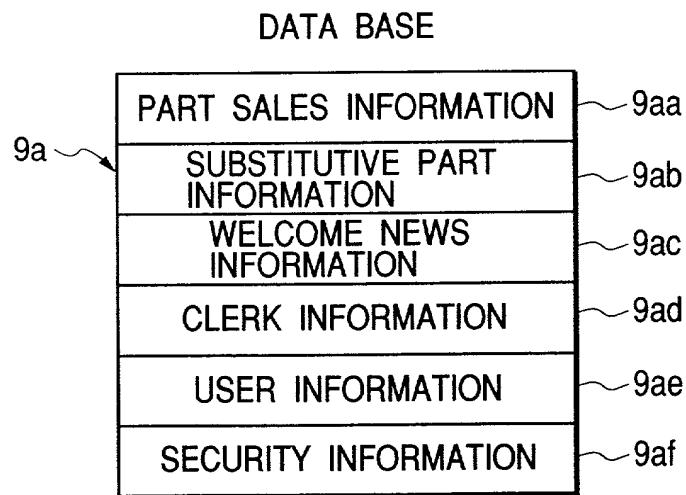 DATA BASE
PART SALES INFORMATION
9aa
9a
SUBSTITUTIVE PART
INFORMATION
9ab
WELCOME NEWS
INFORMATION
9ac
CLERK INFORMATION
9ad
USER INFORMATION
9ae
SECURITY INFORMATION
9af